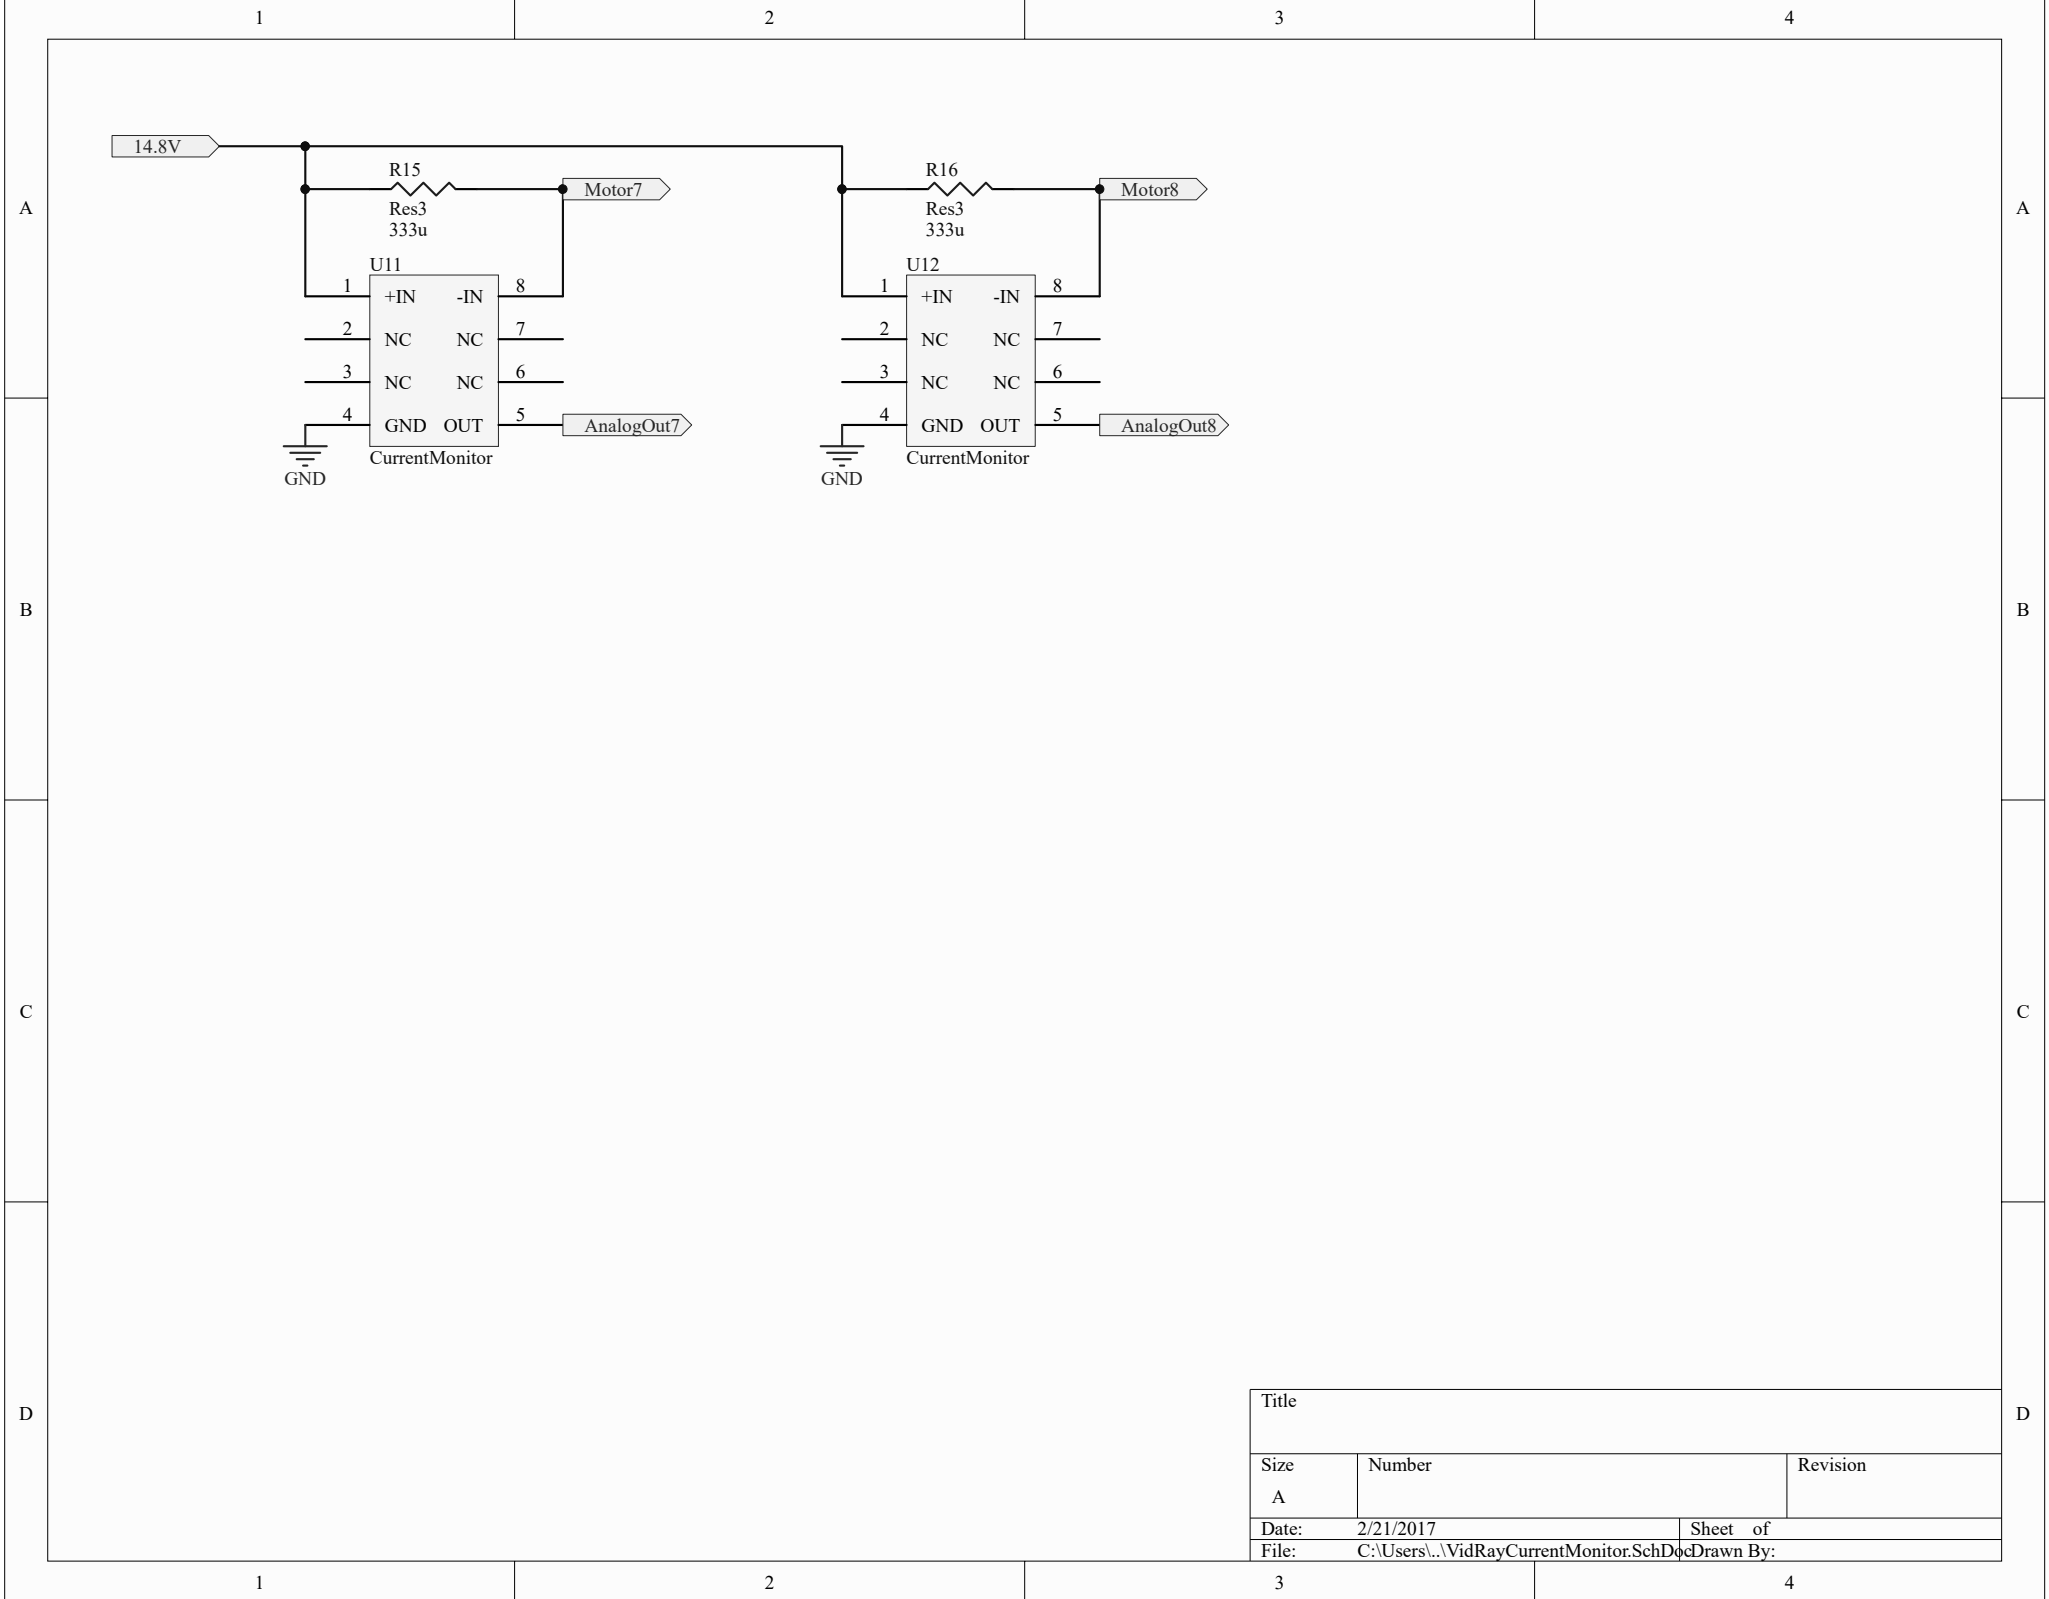 1 2 3 4
14.8V
R15
Motor7
R16
Motor8
A
Res3
Res3
A
333u
333u
U11
U12
1 +IN -IN 8
1 +IN -IN 8
2 NC NC 7
2 NC NC 7
3 NC NC 6
3 NC NC 6
4 GND OUT 5
AnalogOut7
4 GND OUT 5
AnalogOut8
CurrentMonitor
CurrentMonitor
GND
GND
B
B
C
C
D
D
Title
Size
Number
Revision
A
Date: 2/21/2017
Sheet of
File: C:\Users\..\VidRayCurrentMonitor.SchDoc
Drawn By:
1 2 3 4